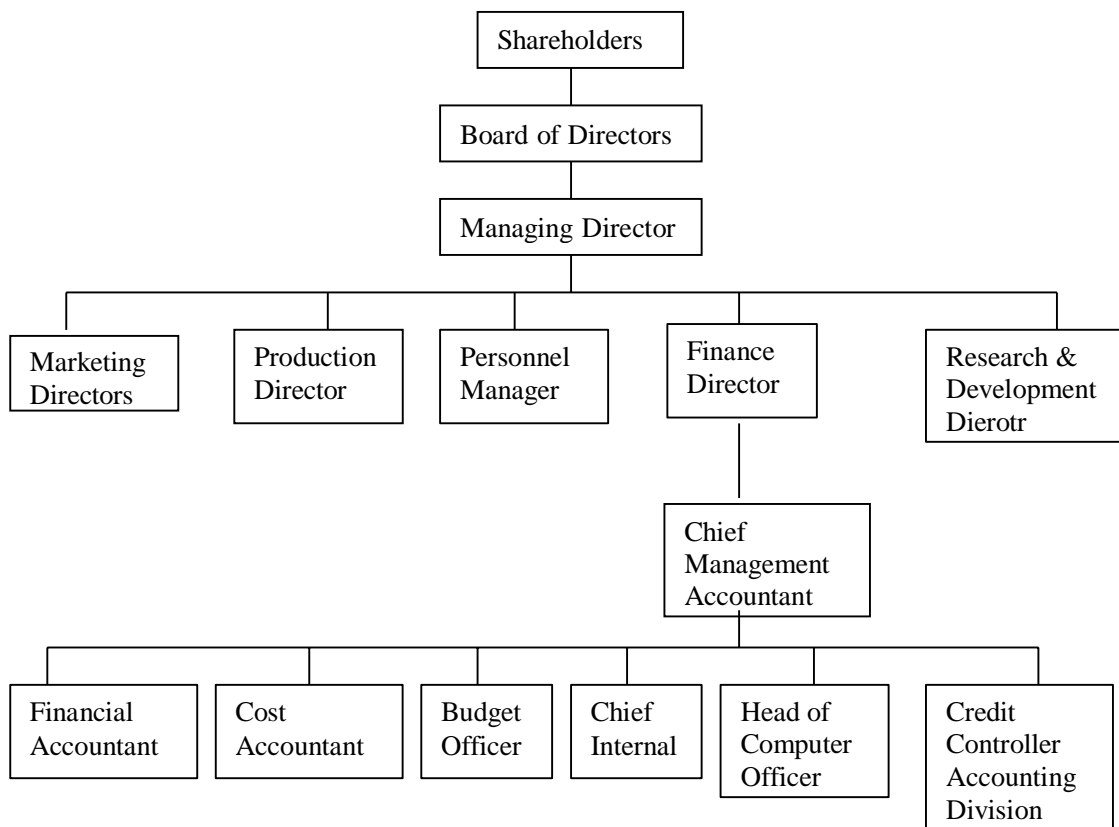 Shareholders
Board of Directors
Managing Director
Marketing
Directors
Production
Director
Personnel
Manager
Finance
Director
Research &
Development
Dierotr
Chief
Management
Accountant
Financial
Accountant
Cost
Accountant
Budget
Officer
Chief
Internal
Head of
Computer
Officer
Credit
Controller
Accounting
Division